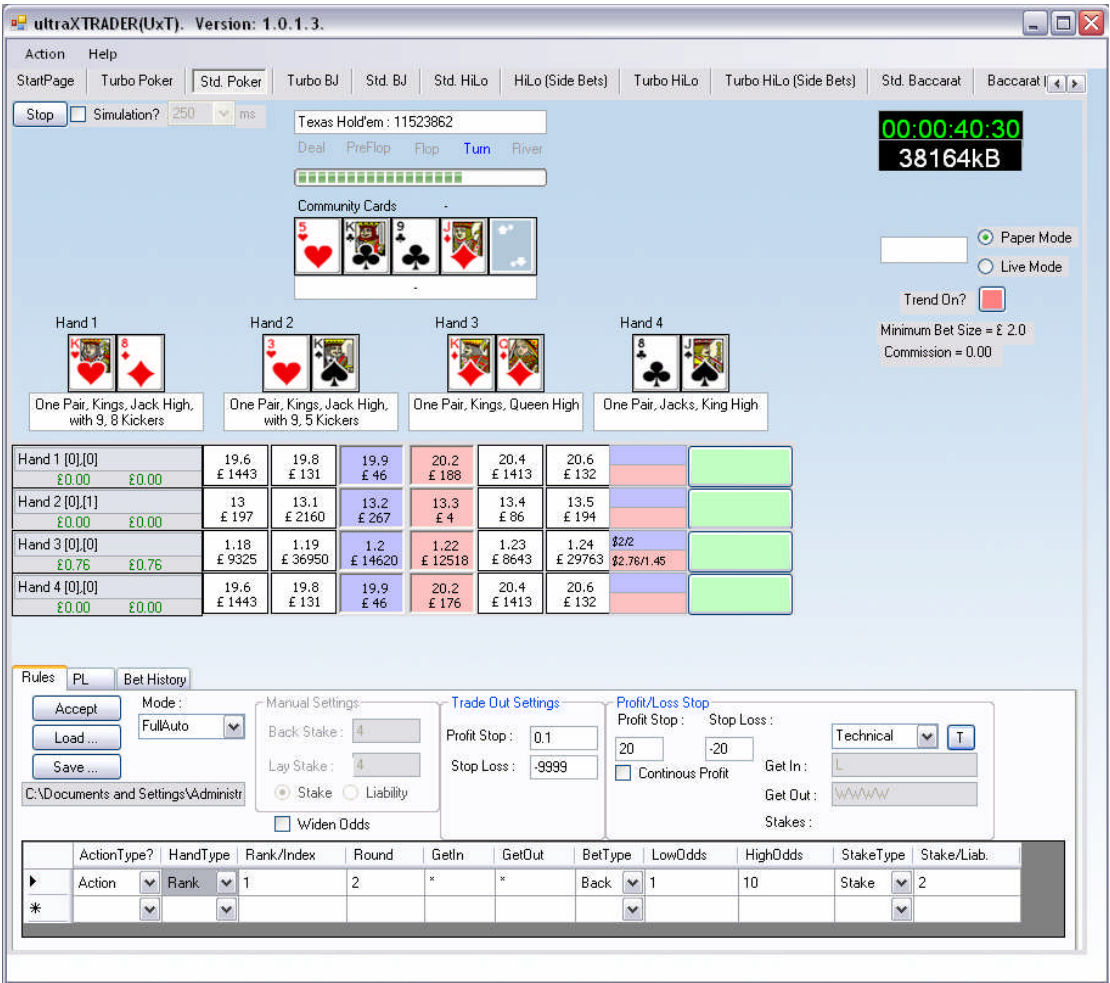 ultraXTRADER(UxT). Version: 1.0.1.3.
Action Help
StartPage Turbo Poker Std. Poker Turbo BJ Std. BJ Std. HiLo HiLo (Side Bets) Turbo HiLo Turbo HiLo (Side Bets) Std. Baccarat Baccarat
Stop Simulation? 250 ms
Texas Hold'em : 11523862
Deal PreFlop Flop Turn River
00:00:40:30
38164kB
Community Cards -
5 K 9 J
-
Paper Mode
Live Mode
Trend On?
Minimum Bet Size = £ 2.0
Commission = 0.00
Hand 1 Hand 2 Hand 3 Hand 4
K 8 3 K K Q 8 J
One Pair, Kings, Jack High, with 9, 8 Kickers
One Pair, Kings, Jack High, with 9, 5 Kickers
One Pair, Kings, Queen High
One Pair, Jacks, King High
Hand 1 [0],[0] 19.6 19.8 19.9 20.2 20.4 20.6
£0.00 £0.00 £ 1443 £ 131 £ 46 £ 188 £ 1413 £ 132
Hand 2 [0],[1] 13 13.1 13.2 13.3 13.4 13.5
£0.00 £0.00 £ 197 £ 2160 £ 267 £ 4 £ 86 £ 194
Hand 3 [0],[0] 1.18 1.19 1.2 1.22 1.23 1.24 $2/2
£0.76 £0.76 £ 9325 £ 36950 £ 14620 £ 12518 £ 8643 £ 29763 $2.76/1.45
Hand 4 [0],[0] 19.6 19.8 19.9 20.2 20.4 20.6
£0.00 £0.00 £ 1443 £ 131 £ 46 £ 176 £ 1413 £ 132
Rules PL Bet History
Accept
Load ...
Save ...
C:\Documents and Settings\Administr
Mode :
FullAuto
Manual Settings
Back Stake : 4
Lay Stake : 4
Stake Liability
Widen Odds
Trade Out Settings
Profit Stop : 0.1
Stop Loss : -9999
Profit/Loss Stop
Profit Stop : Stop Loss :
20 -20
Continous Profit
Technical T
Get In : L
Get Out : WWWW
Stakes :
ActionType? HandType Rank/Index Round GetIn GetOut BetType LowOdds HighOdds StakeType Stake/Liab.
Action Rank 1 2 * * Back 1 10 Stake 2
*